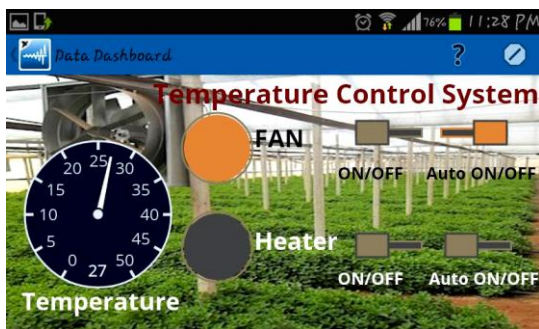 76% 11:28 PM
Data Dashboard ?
Temperature Control System
FAN
ON/OFF Auto ON/OFF
Heater
ON/OFF Auto ON/OFF
0 5 10 15 20 25 30 35 40 45 50
27
Temperature